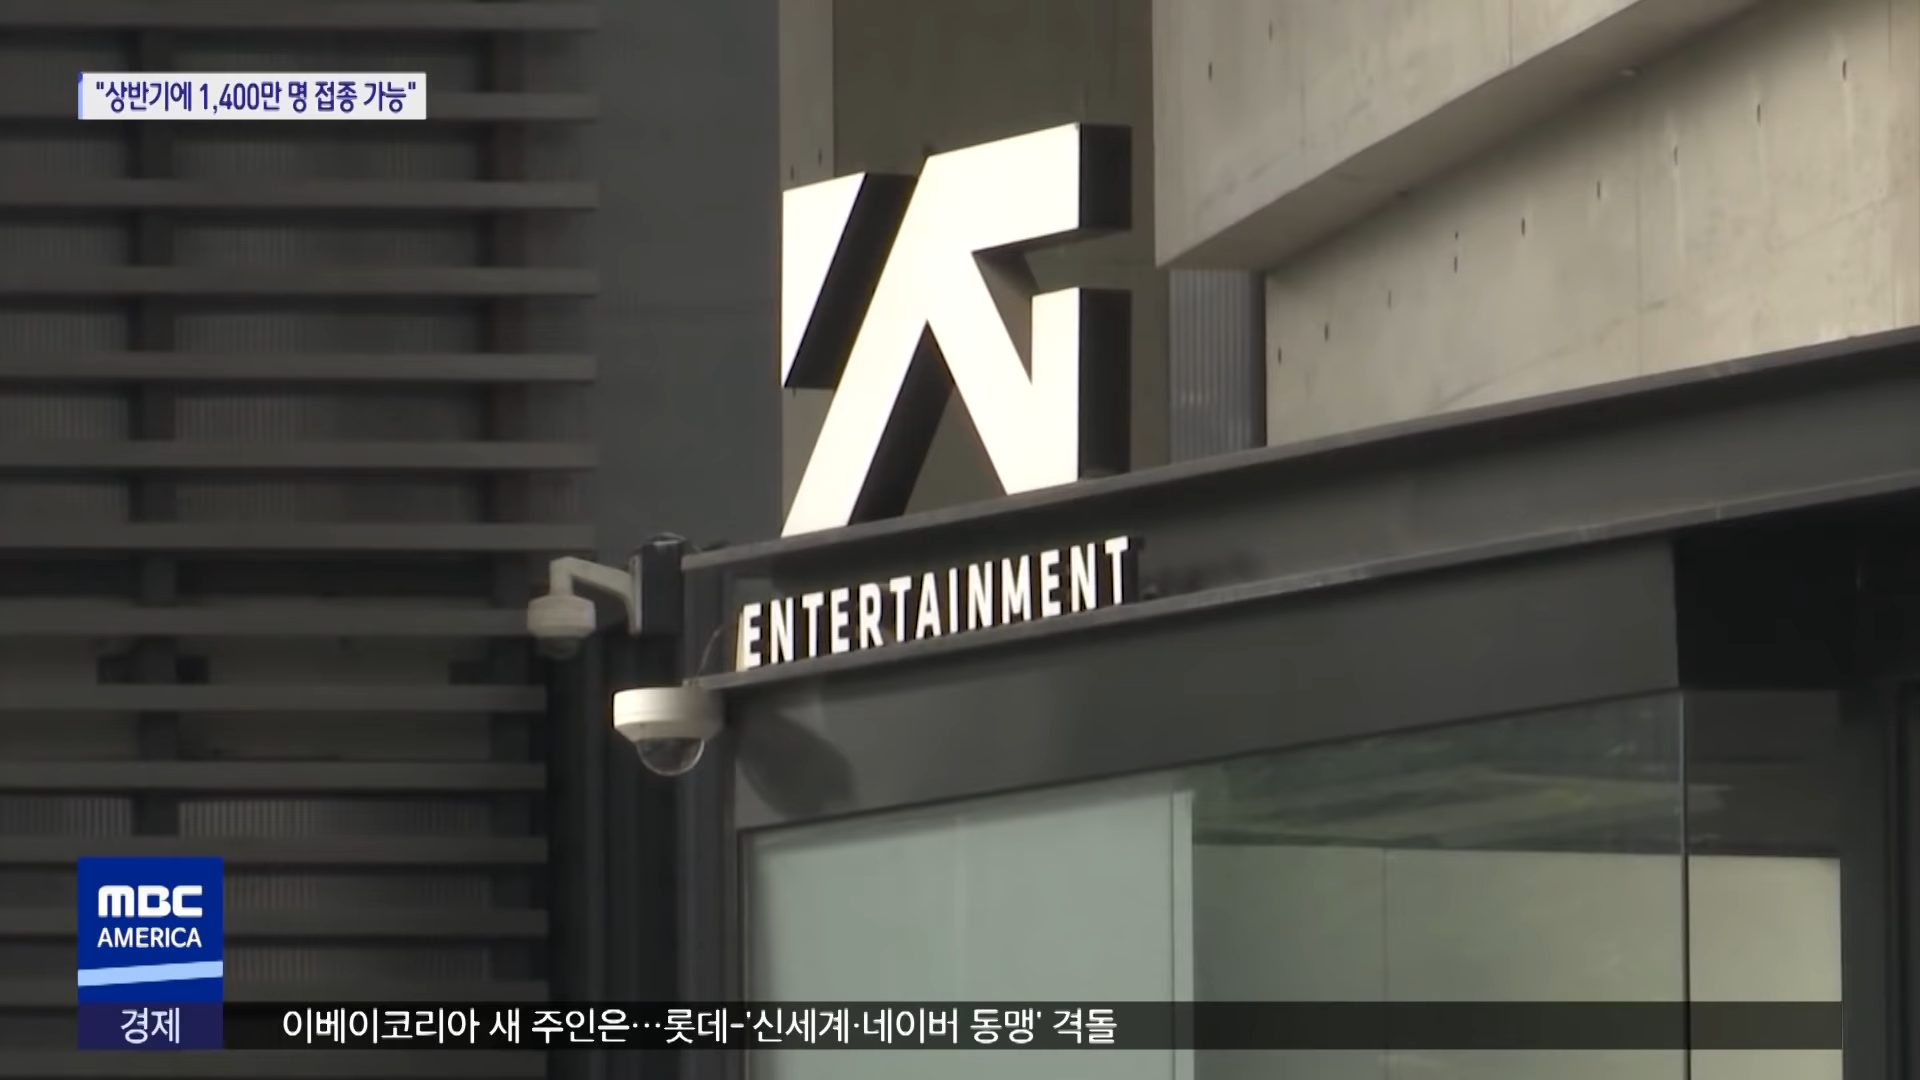 "상반기에 1,400만 명 접종 가능"
YG
ENTERTAINMENT
MBC
AMERICA
경제
이베이코리아 새 주인은…롯데-'신세계·네이버 동맹' 격돌